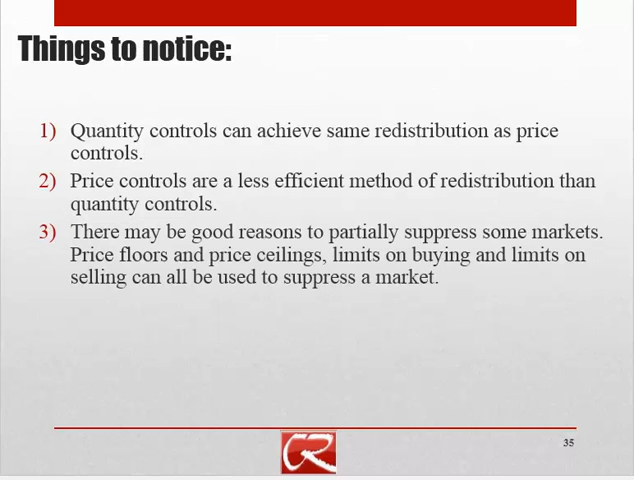 Things to notice:
1) Quantity controls can achieve same redistribution as price
controls.
2) Price controls are a less efficient method of redistribution than
quantity controls.
3) There may be good reasons to partially suppress some markets.
Price floors and price ceilings, limits on buying and limits on
selling can all be used to suppress a market.
35
CR